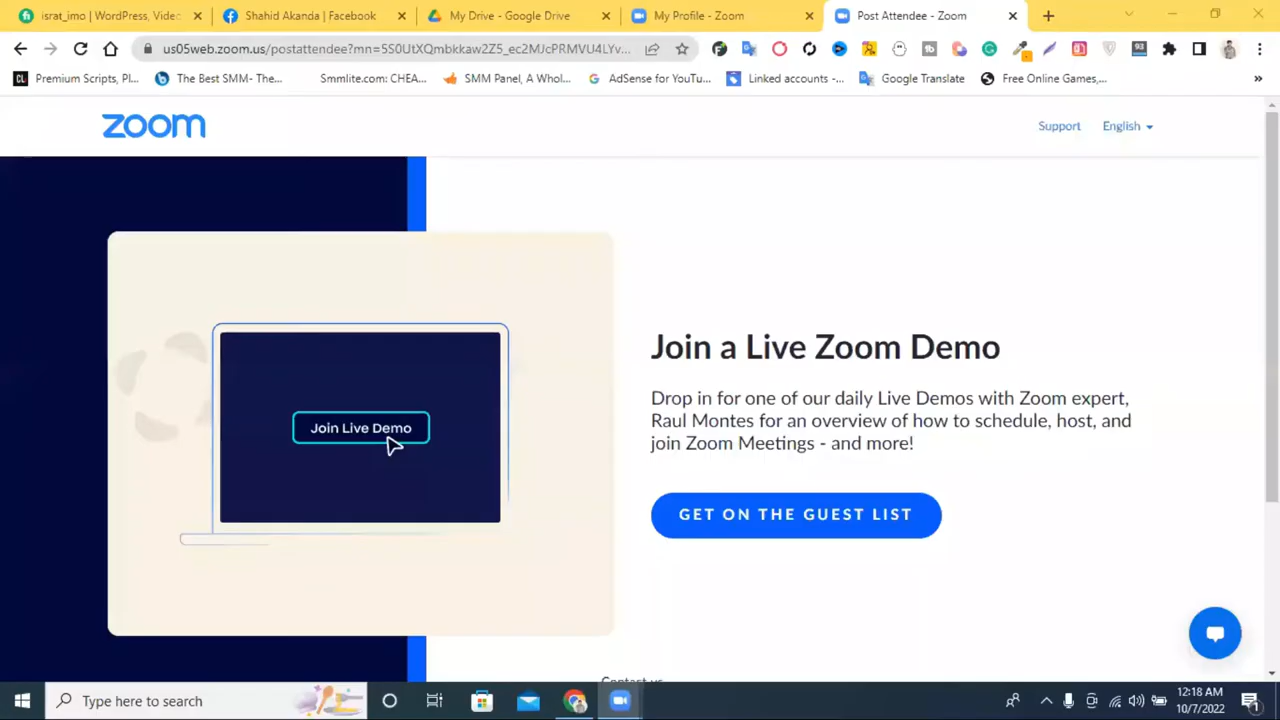 israt_imo | WordPress, Videc
Shahid Akanda | Facebook
My Drive - Google Drive
My Profile - Zoom
Post Attendee - Zoom
us05web.zoom.us/postattendee?mn=5S0UtXQmbkkaw2Z5_ec2MJcPRMVU4LYv...
93
Premium Scripts, Pl...
The Best SMM- The...
Smmlite.com: CHEA...
SMM Panel, A Whol...
AdSense for YouTu...
Linked accounts -...
Google Translate
Free Online Games,...
zoom
Support
English
Join Live Demo
Join a Live Zoom Demo
Drop in for one of our daily Live Demos with Zoom expert,
Raul Montes for an overview of how to schedule, host, and
join Zoom Meetings - and more!
GET ON THE GUEST LIST
Contact us
Type here to search
12:18 AM
10/7/2022
1